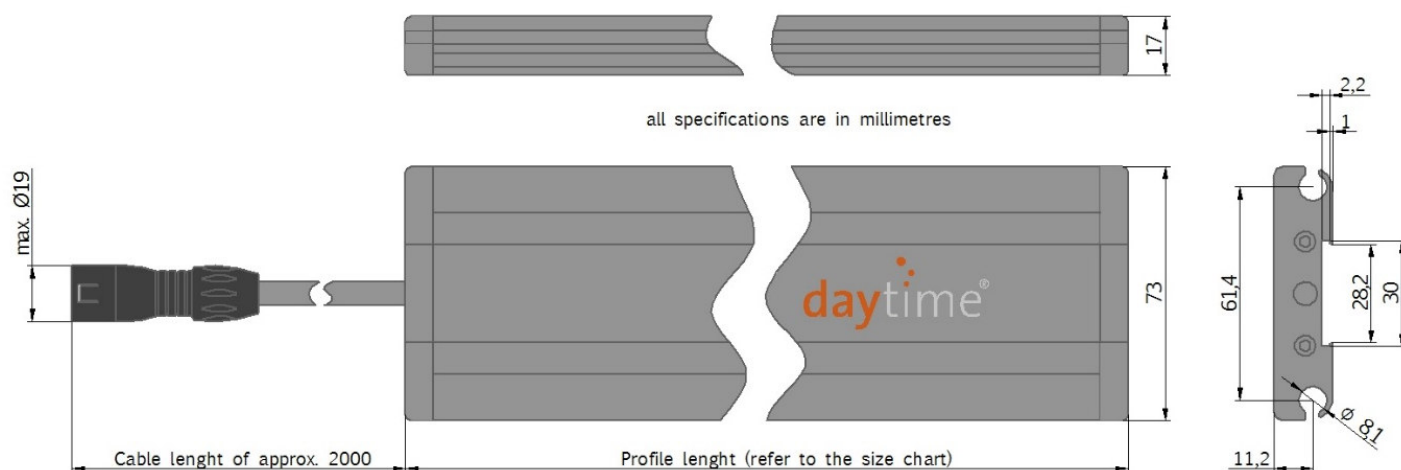 17
all specifications are in millimetres
2,2
1
max. Ø19
daytime®
73
61,4
28,2
30
ø 8,1
11,2
Cable lenght of approx. 2000
Profile lenght (refer to the size chart)